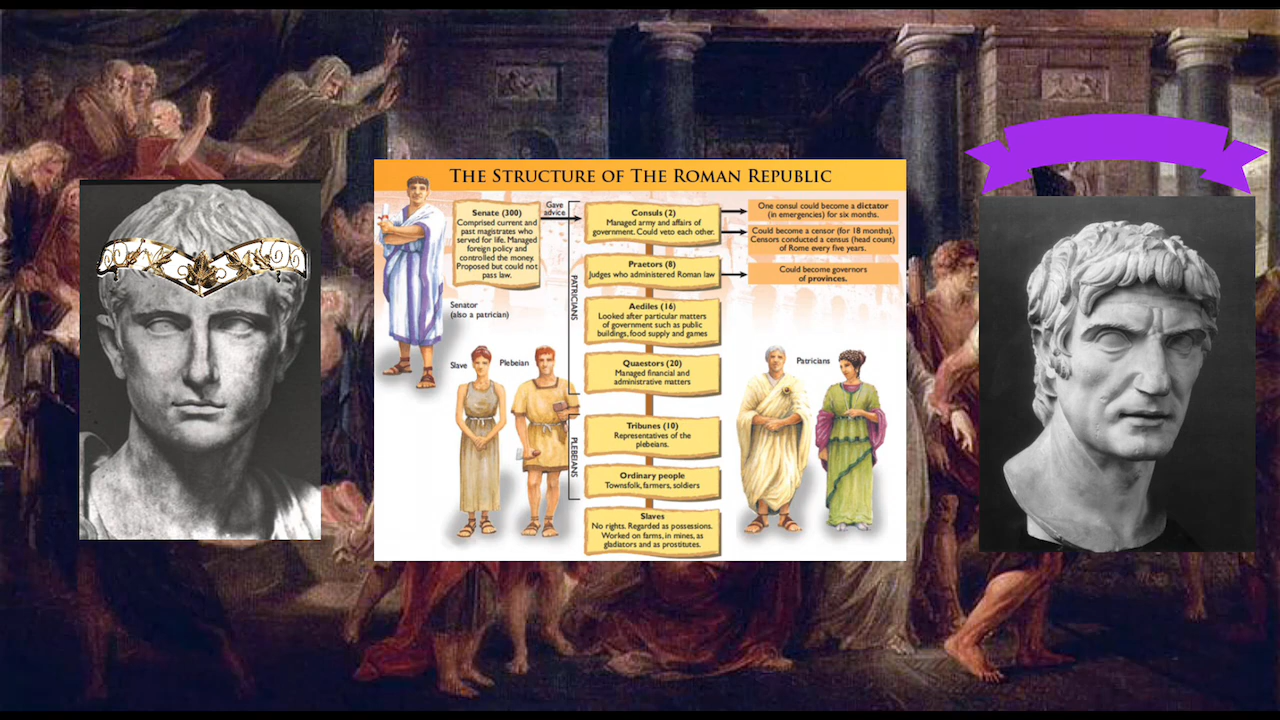 THE STRUCTURE OF THE ROMAN REPUBLIC
Senate (300)
Comprised current and
past magistrates who
served for life. Managed
foreign policy and
controlled the money.
Proposed but could not
pass law.
Gave
advice
Consuls (2)
Managed army and affairs of
government. Could veto each other.
One consul could become a dictator
(in emergencies) for six months.
Could become a censor (for 18 months).
Censors conducted a census (head count)
of Rome every five years.
Praetors (8)
Judges who administered Roman law
Could become governors
of provinces.
PATRICIANS
Senator
(also a patrician)
Aediles (16)
Looked after particular matters
of government such as public
buildings, food supply and games
Slave
Plebeian
Quaestors (20)
Managed financial and
administrative matters
Patricians
Tribunes (10)
Representatives of the
plebeians.
PLEBEIANS
Ordinary people
Townsfolk, farmers, soldiers
Slaves
No rights. Regarded as possessions.
Worked on farms, in mines, as
gladiators and as prostitutes.